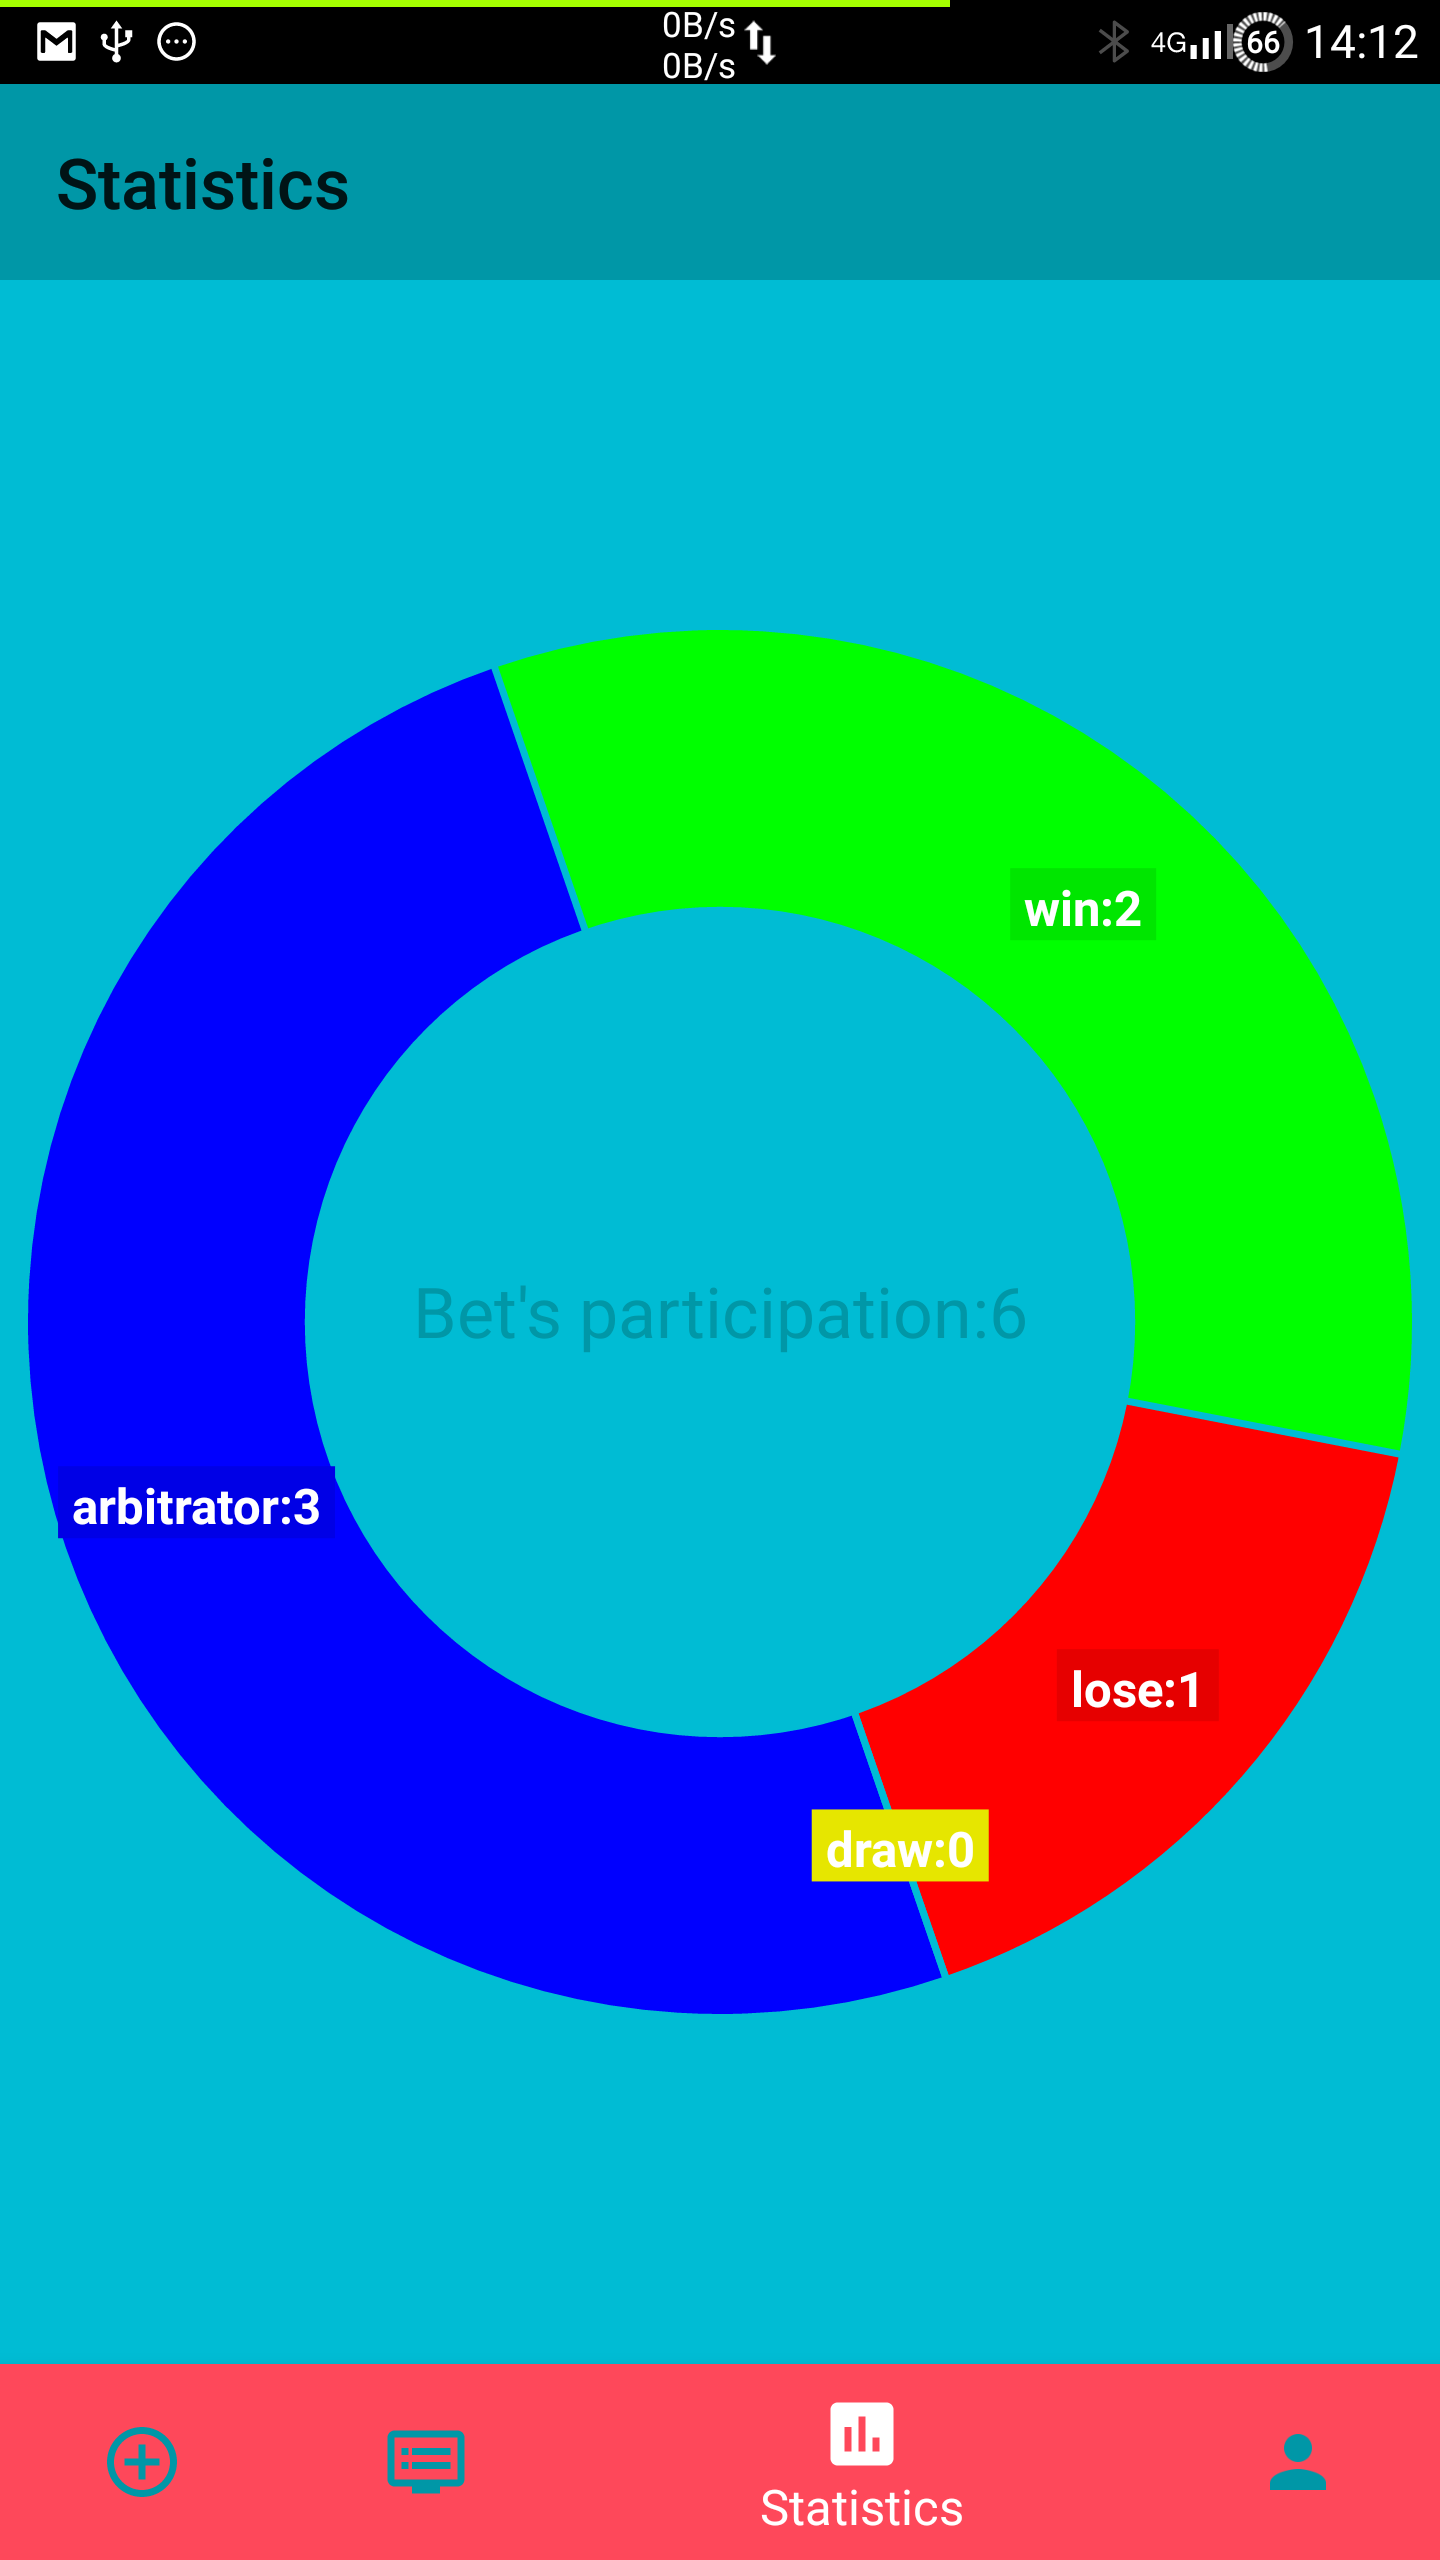 0B/s
0B/s
4G
66
14:12
Statistics
win:2
Bet's participation:6
arbitrator:3
lose:1
draw:0
Statistics